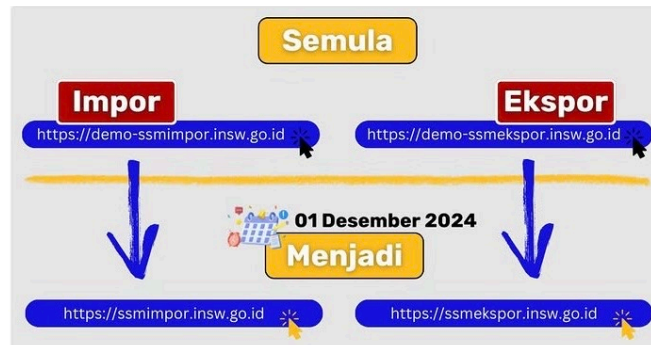 Semula
Impor
Ekspor
https://demo-ssmimpor.insw.go.id
https://demo-ssmekspor.insw.go.id
01 Desember 2024
Menjadi
https://ssmimpor.insw.go.id
https://ssmekspor.insw.go.id